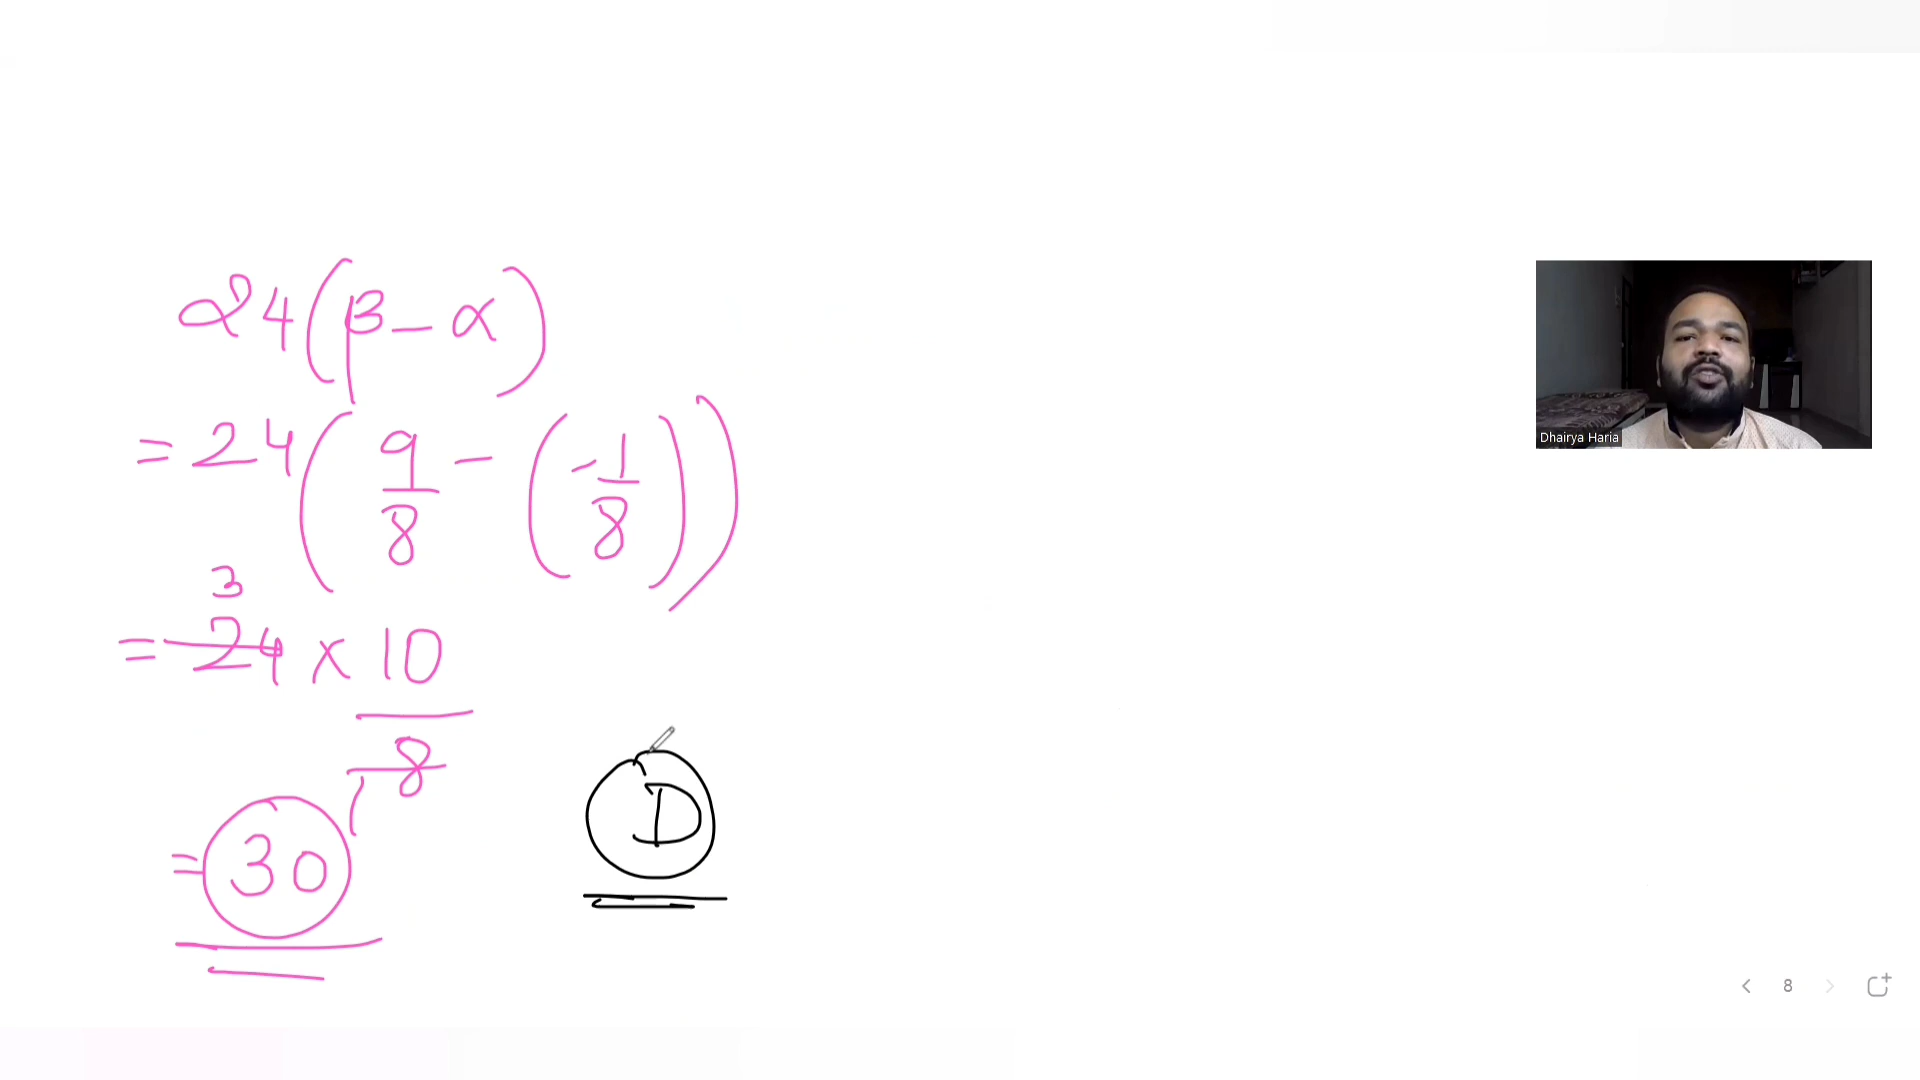 24(β-α)
= 24(9/8 - (-1/8))
3
= 24 x 10
8
= 30
D
Dhairya Haria
8